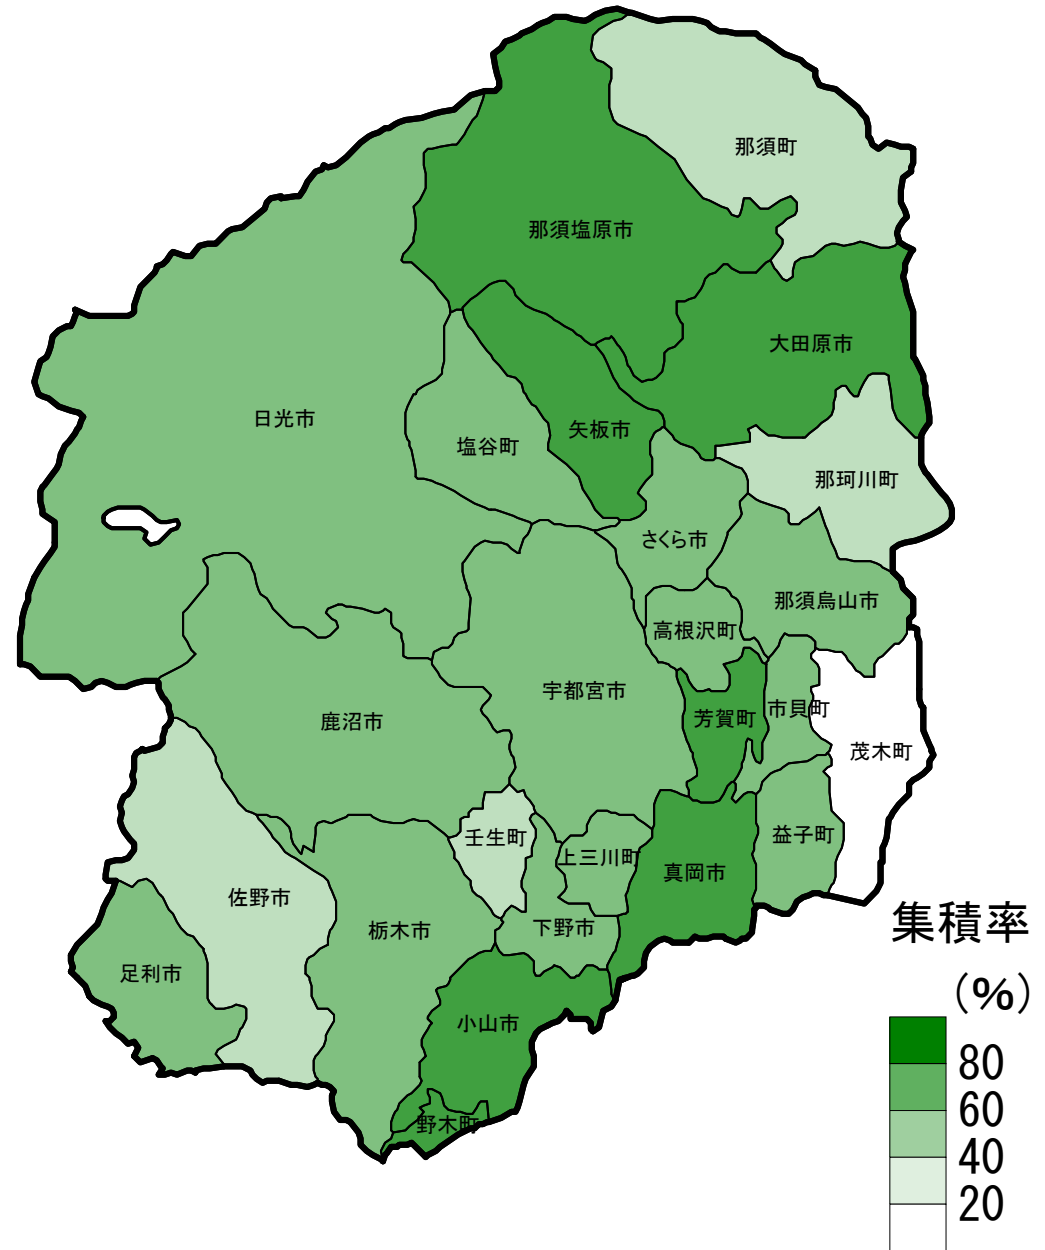 那須町
那須塩原市
大田原市
日光市
矢板市
塩谷町
那珂川町
さくら市
那須烏山市
高根沢町
宇都宮市
鹿沼市
芳賀町
市貝町
茂木町
壬生町
益子町
上三川町
真岡市
佐野市
栃木市
下野市
足利市
小山市
野木町
集積率
(%)
80
60
40
20